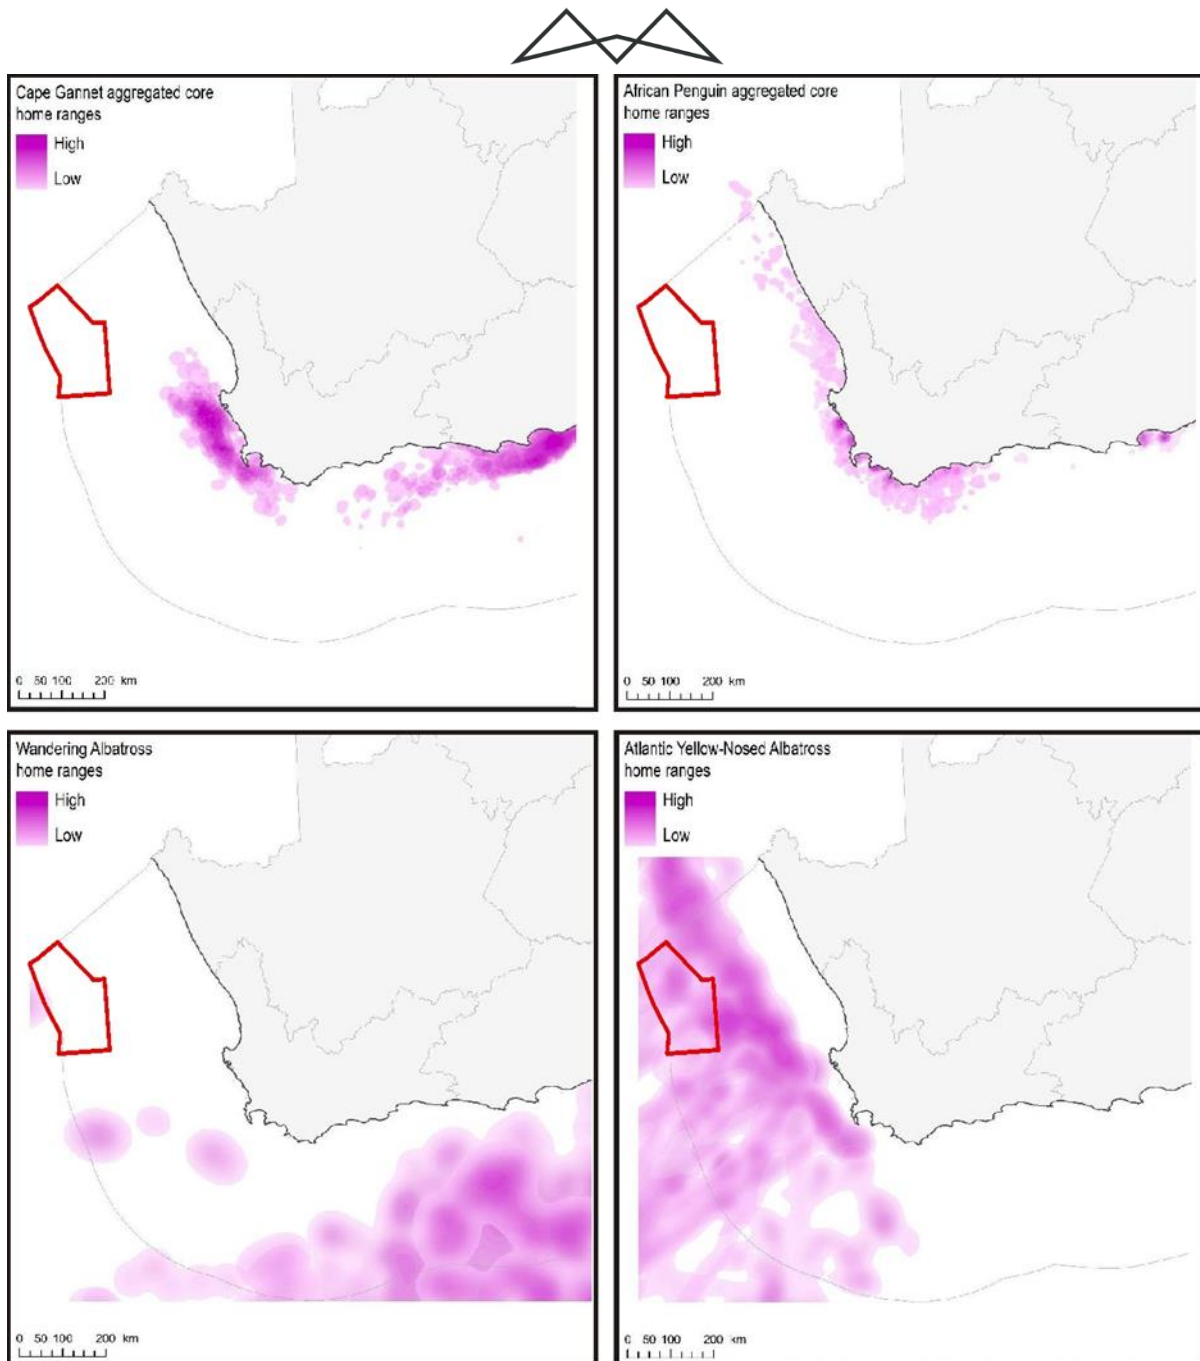 Cape Gannet aggregated core
home ranges
High
Low
0 50 100 200 km
African Penguin aggregated core
home ranges
High
Low
0 50 100 200 km
Wandering Albatross
home ranges
High
Low
0 50 100 200 km
Atlantic Yellow-Nosed Albatross
home ranges
High
Low
0 50 100 200 km